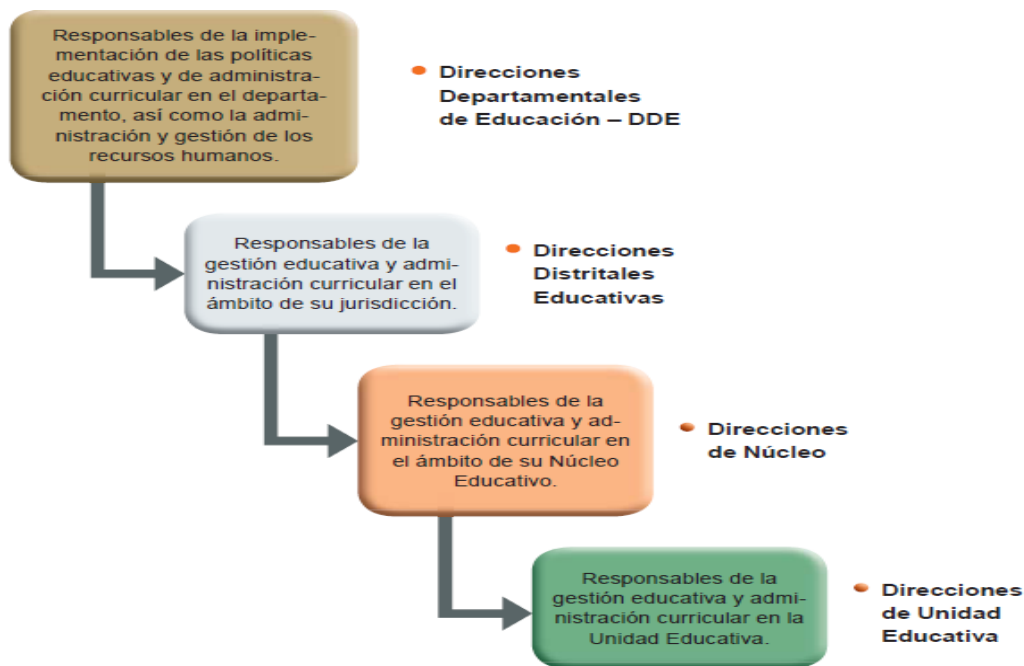 Responsables de la imple-
mentación de las políticas
educativas y de administra-
ción curricular en el departa-
mento, así como la admi-
nistración y gestión de los
recursos humanos.
• Direcciones
Departamentales
de Educación – DDE
Responsables de la
gestión educativa y admi-
nistración curricular en el
ámbito de su jurisdicción.
• Direcciones
Distritales
Educativas
Responsables de la
gestión educativa y ad-
ministración curricular en
el ámbito de su Núcleo
Educativo.
• Direcciones
de Núcleo
Responsables de la
gestión educativa y admi-
nistración curricular en la
Unidad Educativa.
• Direcciones
de Unidad
Educativa